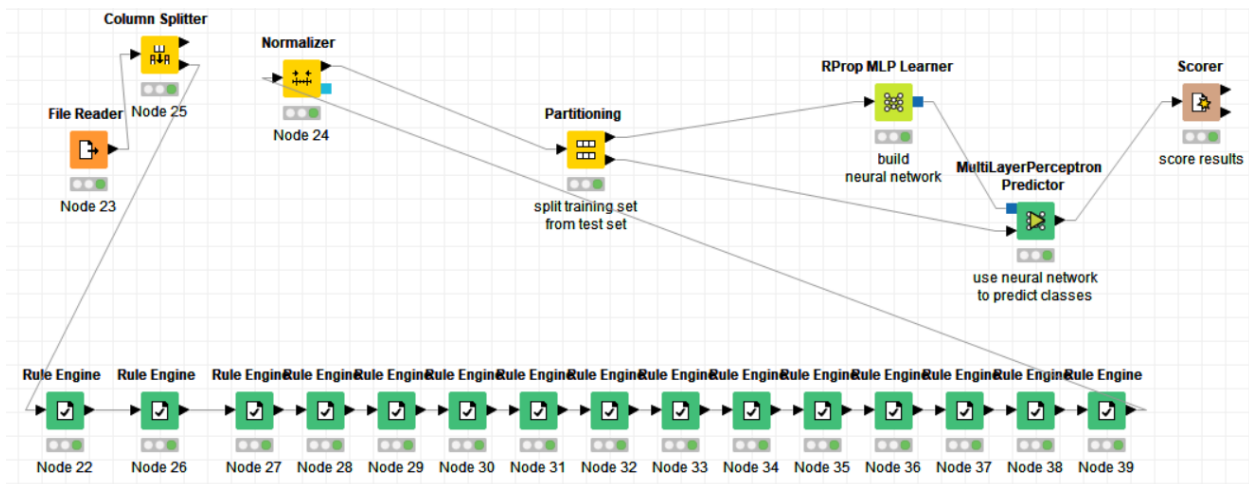 Column Splitter
Node 25
File Reader
Node 23
Normalizer
Node 24
Partitioning
split training set
from test set
RProp MLP Learner
build
neural network
MultiLayerPerceptron
Predictor
use neural network
to predict classes
Scorer
score results
Rule Engine Rule Engine Rule Engine Rule Engine Rule Engine Rule Engine Rule Engine Rule Engine Rule Engine Rule Engine Rule Engine Rule Engine Rule Engine Rule Engine Rule Engine
Node 22 Node 26 Node 27 Node 28 Node 29 Node 30 Node 31 Node 32 Node 33 Node 34 Node 35 Node 36 Node 37 Node 38 Node 39